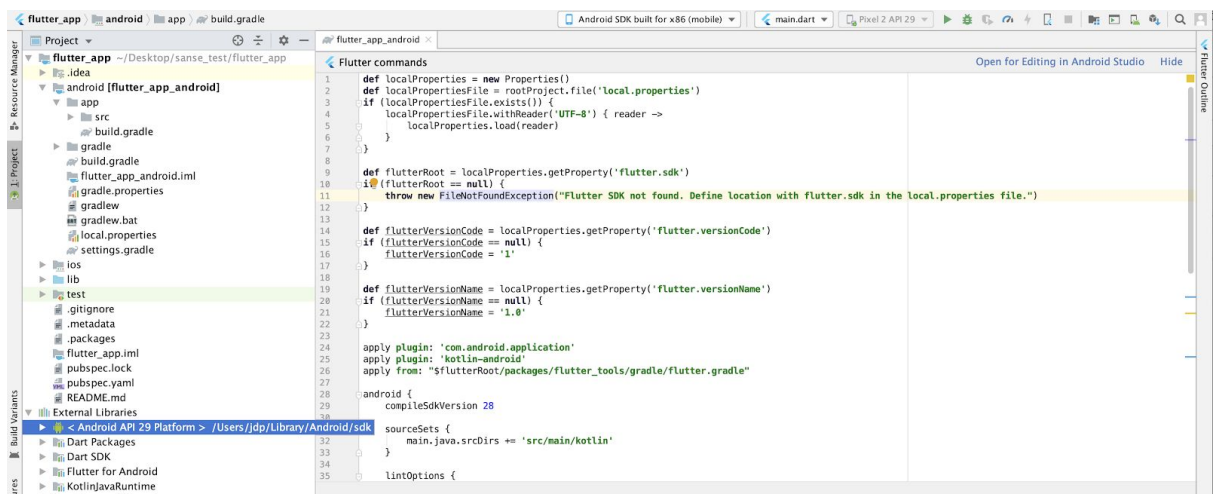 flutter_app android app build.gradle
Android SDK built for x86 (mobile) main.dart Pixel 2 API 29
Project
flutter_app_android
Resource Manager
1: Project
Build Variants
Flutter Outline
flutter_app ~/Desktop/sanse_test/flutter_app
.idea
android [flutter_app_android]
app
src
build.gradle
gradle
build.gradle
flutter_app_android.iml
gradle.properties
gradlew
gradlew.bat
local.properties
settings.gradle
ios
lib
test
.gitignore
.metadata
.packages
flutter_app.iml
pubspec.lock
pubspec.yaml
README.md
External Libraries
< Android API 29 Platform > /Users/jdp/Library/Android/sdk
Dart Packages
Dart SDK
Flutter for Android
KotlinJavaRuntime
Flutter commands Open for Editing in Android Studio Hide
1 def localProperties = new Properties()
2 def localPropertiesFile = rootProject.file('local.properties')
3 if (localPropertiesFile.exists()) {
4 localPropertiesFile.withReader('UTF-8') { reader ->
5 localProperties.load(reader)
6 }
7 }
8
9 def flutterRoot = localProperties.getProperty('flutter.sdk')
10 if (flutterRoot == null) {
11 throw new FileNotFoundException("Flutter SDK not found. Define location with flutter.sdk in the local.properties file.")
12 }
13
14 def flutterVersionCode = localProperties.getProperty('flutter.versionCode')
15 if (flutterVersionCode == null) {
16 flutterVersionCode = '1'
17 }
18
19 def flutterVersionName = localProperties.getProperty('flutter.versionName')
20 if (flutterVersionName == null) {
21 flutterVersionName = '1.0'
22 }
23
24 apply plugin: 'com.android.application'
25 apply plugin: 'kotlin-android'
26 apply from: "$flutterRoot/packages/flutter_tools/gradle/flutter.gradle"
27
28 android {
29 compileSdkVersion 28
30
sourceSets {
32 main.java.srcDirs += 'src/main/kotlin'
33 }
34
35 lintOptions {